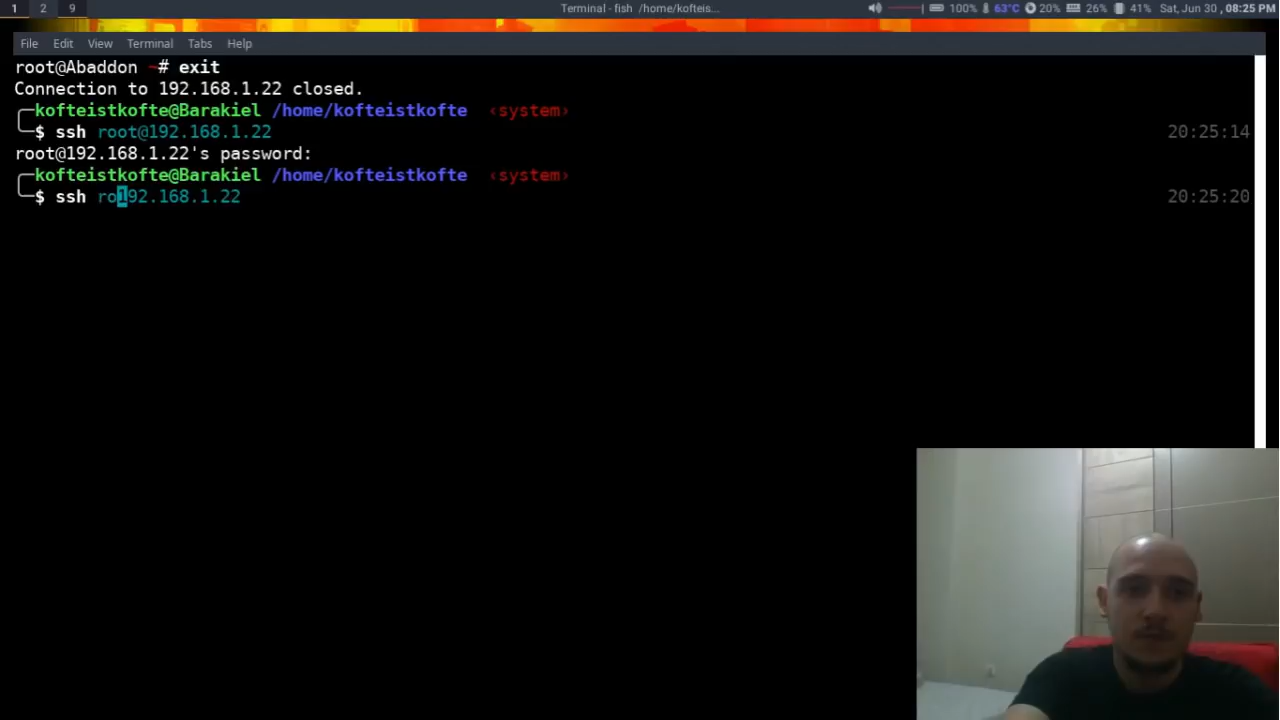 1 2 9 Terminal - fish /home/kofteis... 100% 63°C 20% 26% 41% Sat, Jun 30 , 08:25 PM
File Edit View Terminal Tabs Help
root@Abaddon ~# exit
Connection to 192.168.1.22 closed.
kofteistkofte@Barakiel /home/kofteistkofte ‹system›
$ ssh root@192.168.1.22 20:25:14
root@192.168.1.22's password:
kofteistkofte@Barakiel /home/kofteistkofte ‹system›
$ ssh ro192.168.1.22 20:25:20